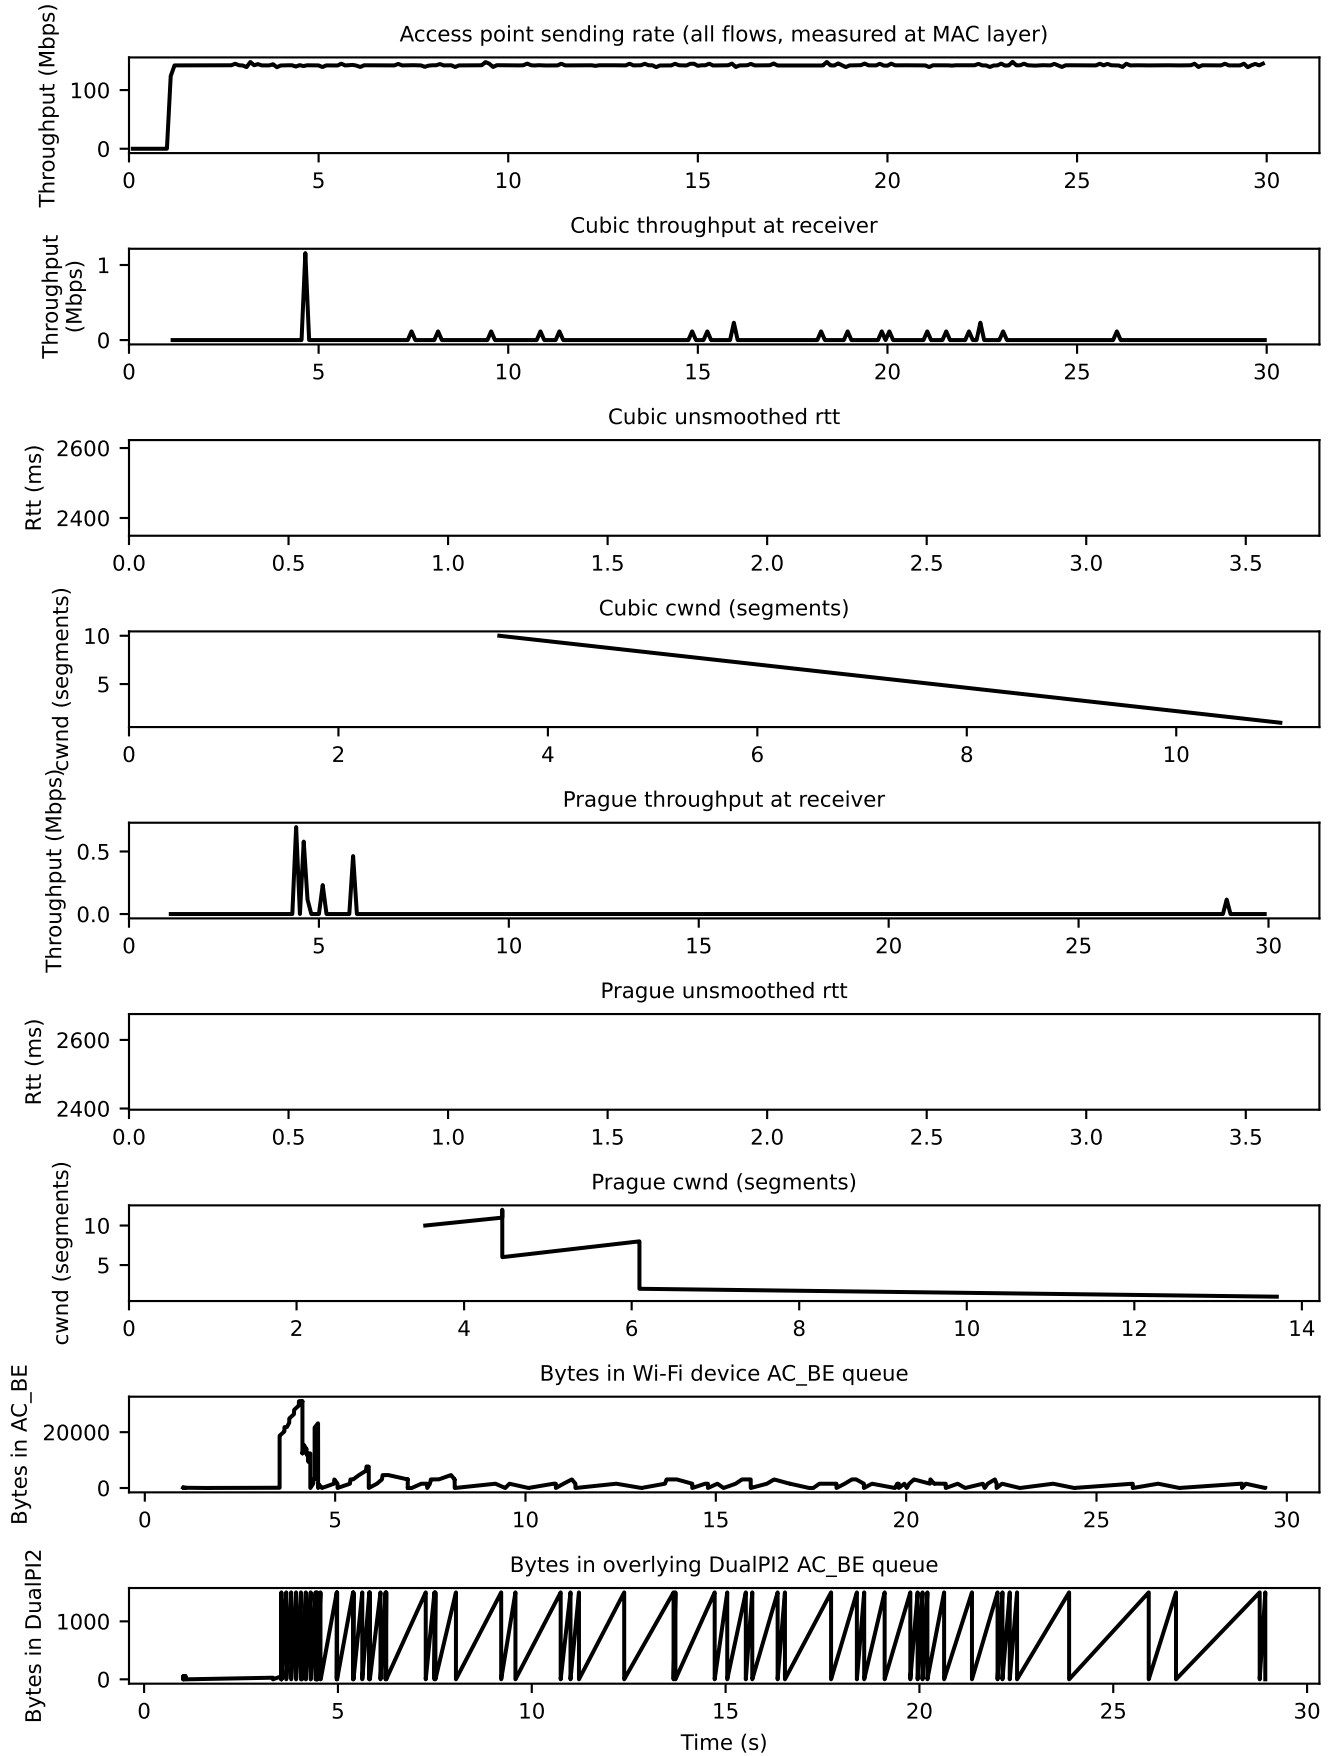 Access point sending rate (all flows, measured at MAC layer)
Throughput (Mbps)
100
0
0 5 10 15 20 25 30
Cubic throughput at receiver
Throughput
(Mbps)
1
0
0 5 10 15 20 25 30
Cubic unsmoothed rtt
Rtt (ms)
2600
2400
0.0 0.5 1.0 1.5 2.0 2.5 3.0 3.5
Cubic cwnd (segments)
cwnd (segments)
10
5
0 2 4 6 8 10
Prague throughput at receiver
Throughput (Mbps)
0.5
0.0
0 5 10 15 20 25 30
Prague unsmoothed rtt
Rtt (ms)
2600
2400
0.0 0.5 1.0 1.5 2.0 2.5 3.0 3.5
Prague cwnd (segments)
cwnd (segments)
10
5
0 2 4 6 8 10 12 14
Bytes in Wi-Fi device AC_BE queue
Bytes in AC_BE
20000
0
0 5 10 15 20 25 30
Bytes in overlying DualPI2 AC_BE queue
Bytes in DualPI2
1000
0
0 5 10 15 20 25 30
Time (s)